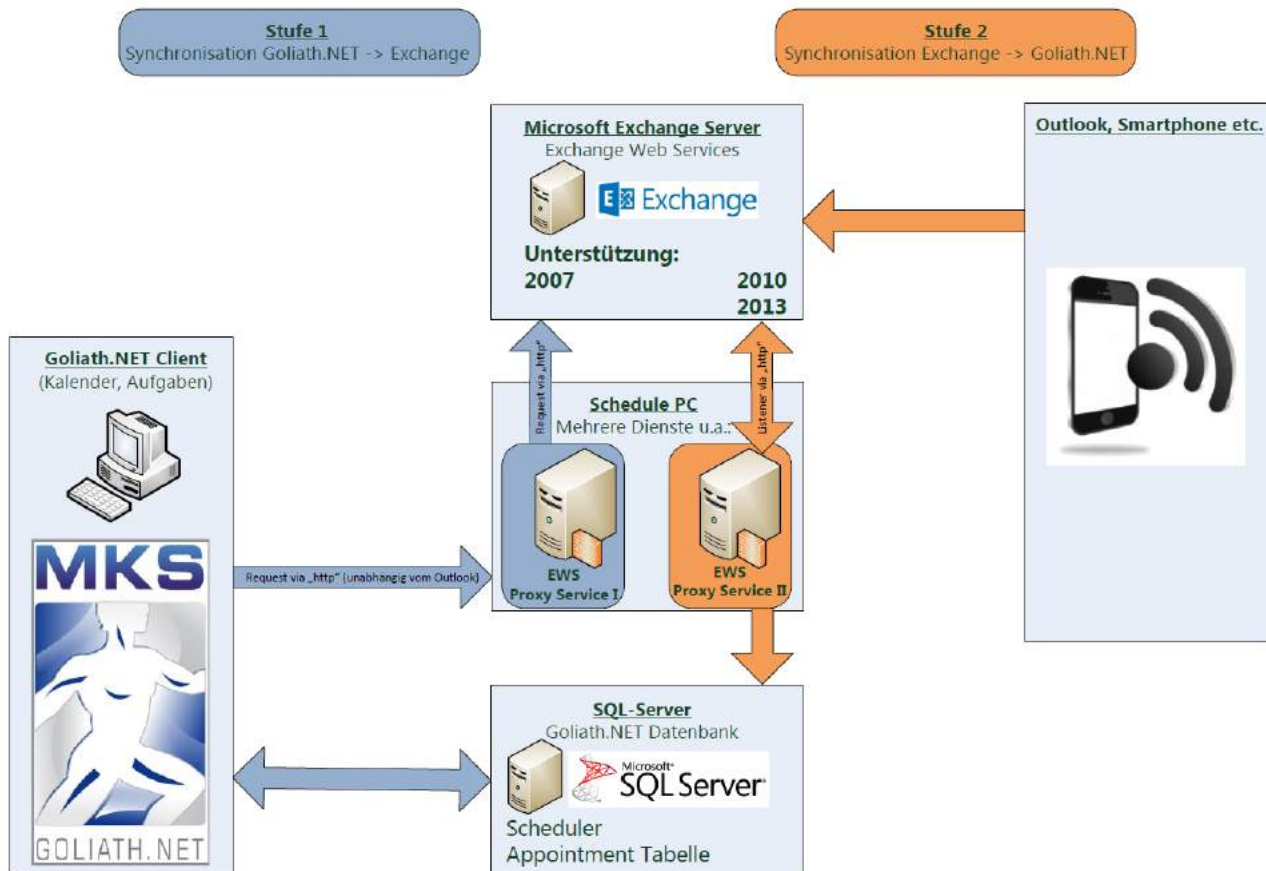 Stufe 1
Synchronisation Goliath.NET -> Exchange
Stufe 2
Synchronisation Exchange -> Goliath.NET
Microsoft Exchange Server
Exchange Web Services
E Exchange
Unterstützung:
2007 2010
2013
Outlook, Smartphone etc.
Goliath.NET Client
(Kalender, Aufgaben)
MKS
GOLIATH.NET
Request via „http“
Listener via „http“
Schedule PC
Mehrere Dienste u.a.:
EWS
Proxy Service I
EWS
Proxy Service II
Request via „http“ (unabhängig vom Outlook)
SQL-Server
Goliath.NET Datenbank
Microsoft®
SQL Server®
Scheduler
Appointment Tabelle